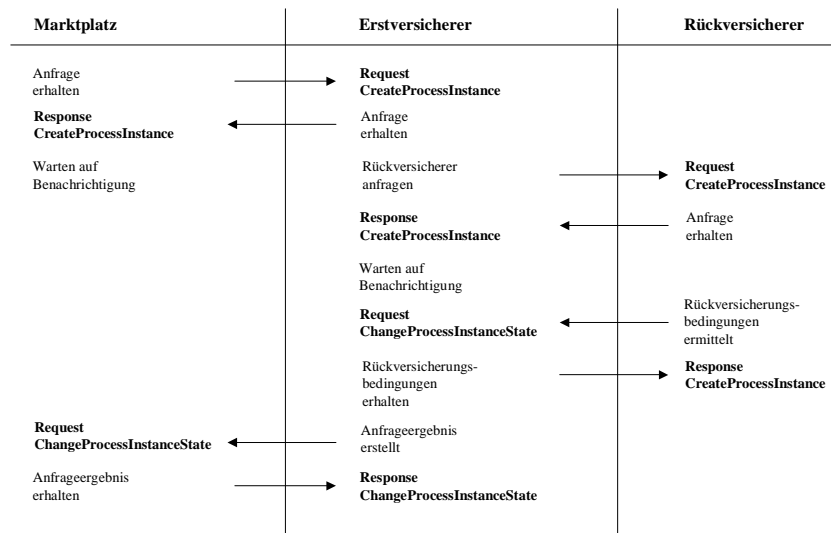 Marktplatz Erstversicherer Rückversicherer
Anfrage
erhalten
Request
CreateProcessInstance
Response
CreateProcessInstance
Anfrage
erhalten
Warten auf
Benachrichtigung
Rückversicherer
anfragen
Request
CreateProcessInstance
Response
CreateProcessInstance
Anfrage
erhalten
Warten auf
Benachrichtigung
Request
ChangeProcessInstanceState
Rückversicherungs-
bedingungen
ermittelt
Rückversicherungs-
bedingungen
erhalten
Response
CreateProcessInstance
Request
ChangeProcessInstanceState
Anfrageergebnis
erstellt
Anfrageergebnis
erhalten
Response
ChangeProcessInstanceState